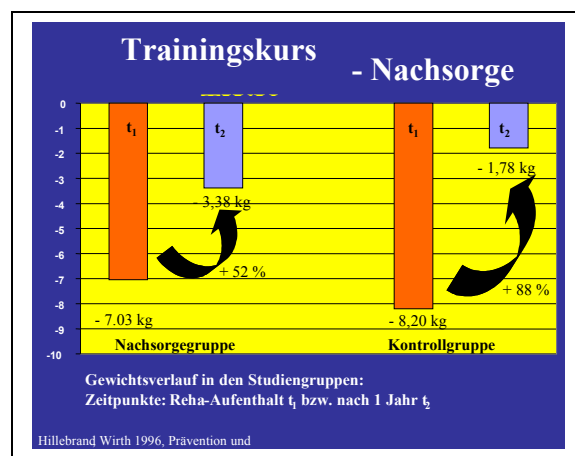 Trainingskurs
- Nachsorge
0
-1
-2
-3
-4
-5
-6
-7
-8
-9
-10
t₁ t₂ t₁ t₂
- 3,38 kg
- 1,78 kg
+ 52 %
+ 88 %
- 7.03 kg
- 8,20 kg
Nachsorgegruppe Kontrollgruppe
Gewichtsverlauf in den Studiengruppen:
Zeitpunkte: Reha-Aufenthalt t₁ bzw. nach 1 Jahr t₂
Hillebrand Wirth 1996, Prävention und